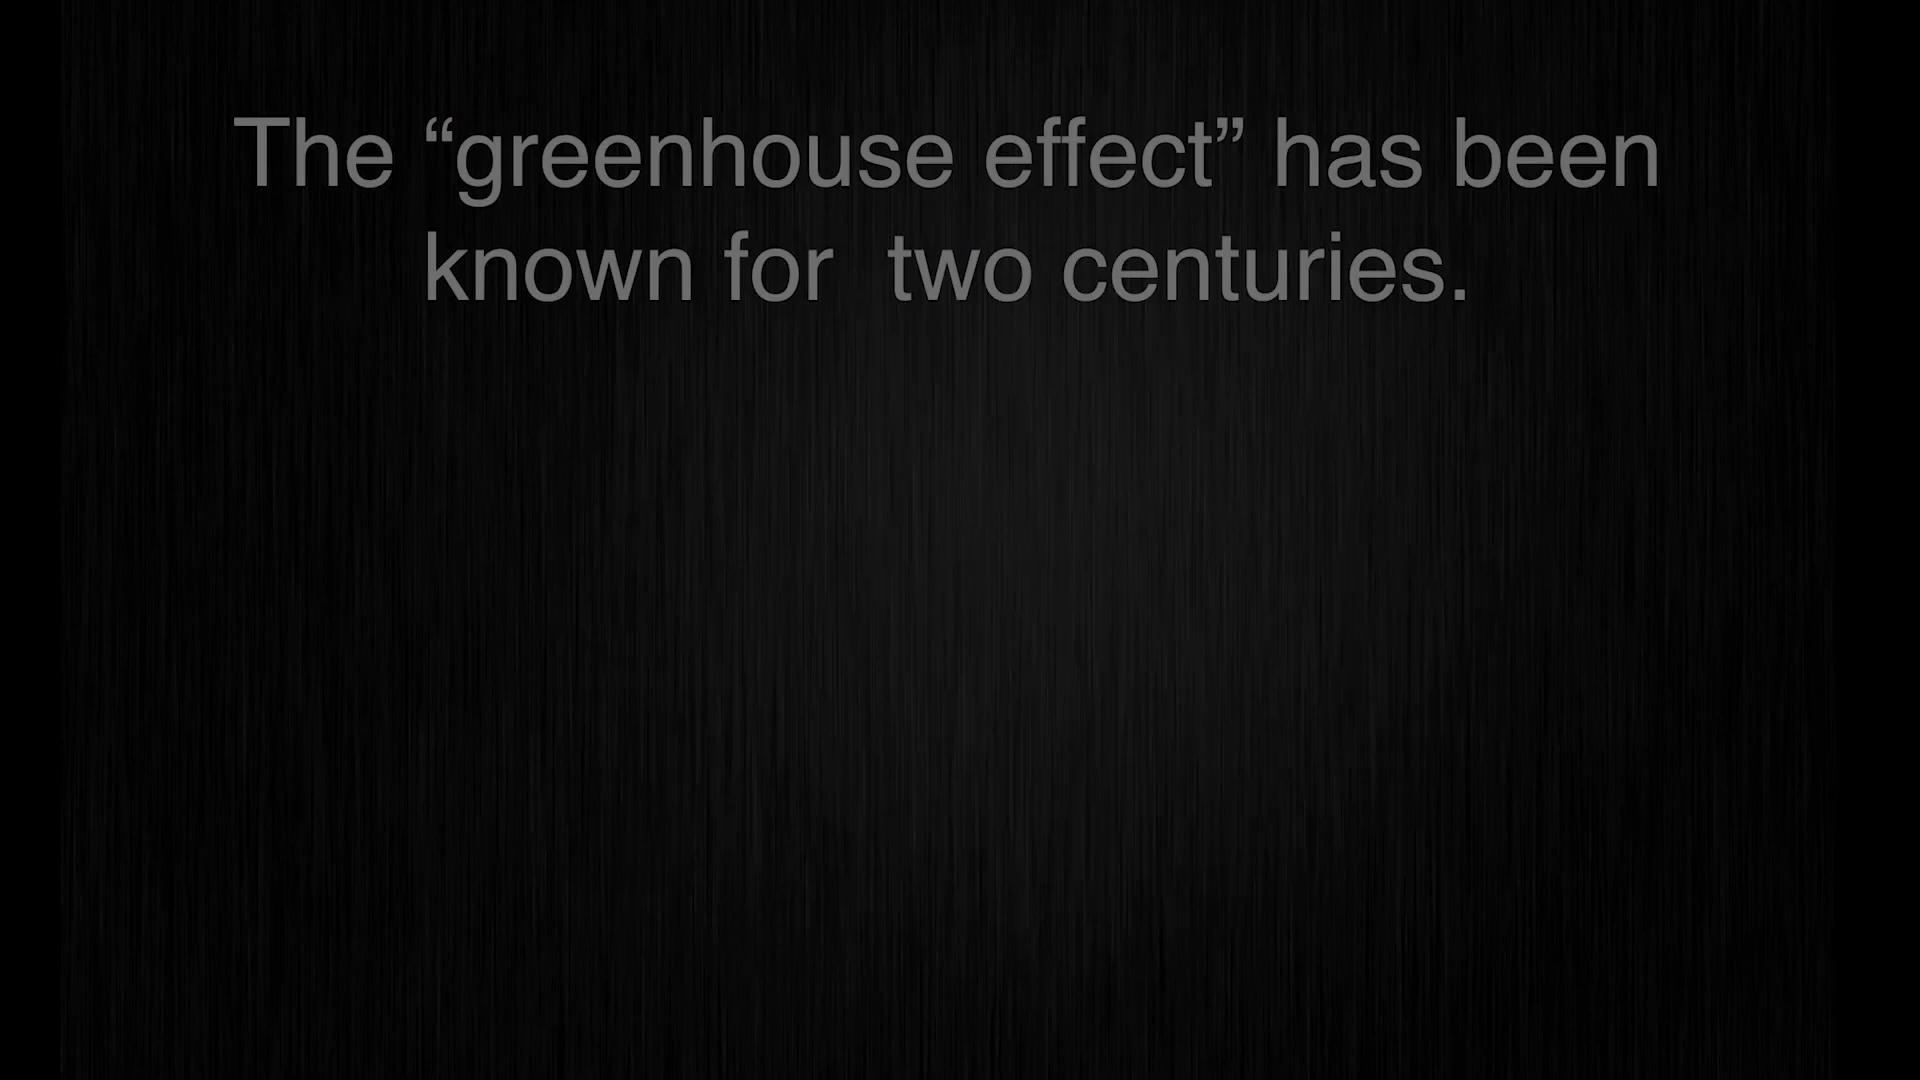 The “greenhouse effect” has been
known for  two centuries.